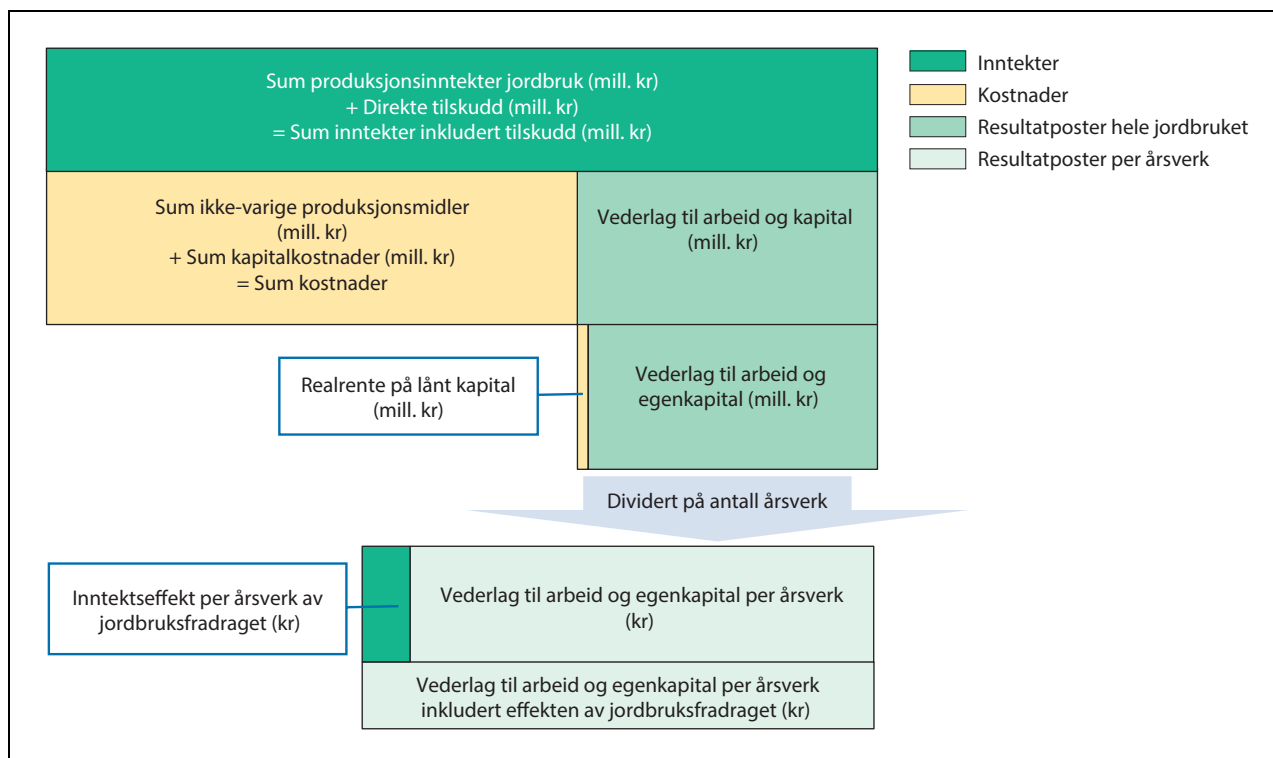 Sum produksjonsinntekter jordbruk (mill. kr)
+ Direkte tilskudd (mill. kr)
= Sum inntekter inkludert tilskudd (mill. kr)
Inntekter
Kostnader
Resultatposter hele jordbruket
Resultatposter per årsverk
Sum ikke-varige produksjonsmidler
(mill. kr)
+ Sum kapitalkostnader (mill. kr)
= Sum kostnader
Vederlag til arbeid og kapital
(mill. kr)
Realrente på lånt kapital
(mill. kr)
Vederlag til arbeid og
egenkapital (mill. kr)
Dividert på antall årsverk
Inntektseffekt per årsverk av
jordbruksfradraget (kr)
Vederlag til arbeid og egenkapital per årsverk
(kr)
Vederlag til arbeid og egenkapital per årsverk
inkludert effekten av jordbruksfradraget (kr)